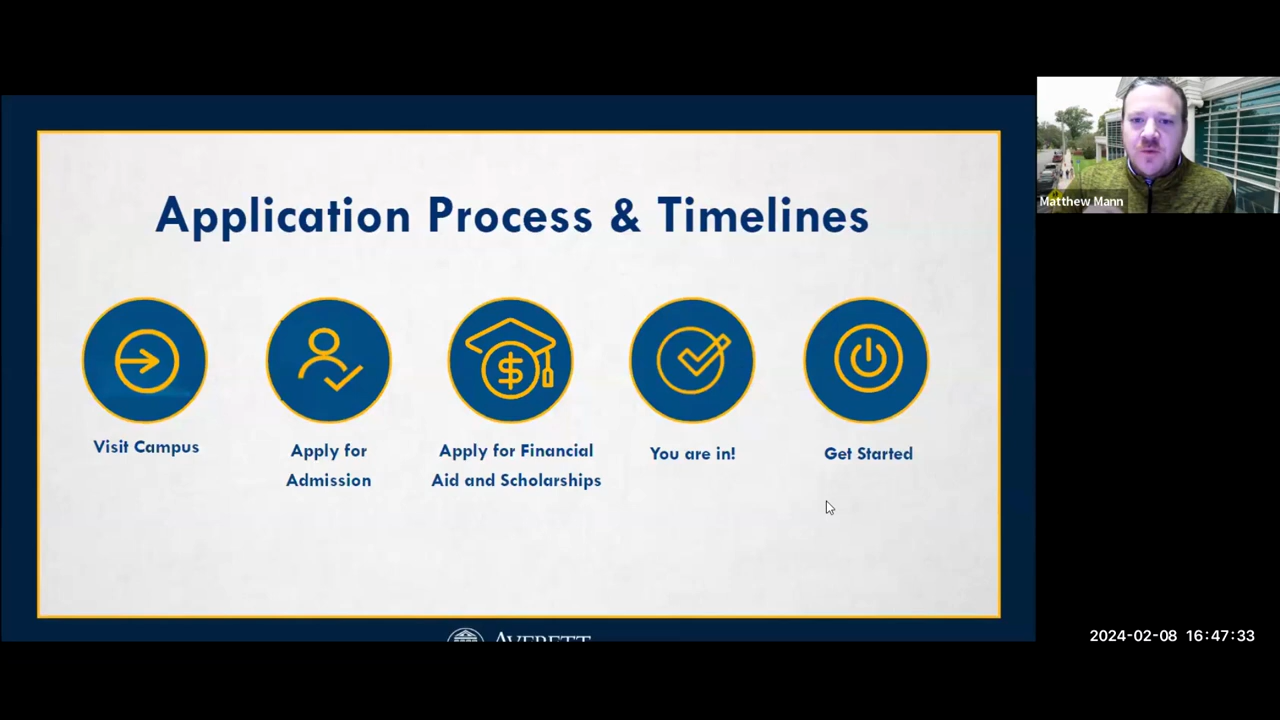 Application Process & Timelines
Visit Campus
Apply for
Admission
Apply for Financial
Aid and Scholarships
You are in!
Get Started
AVERETT
Matthew Mann
2024-02-08 16:47:33